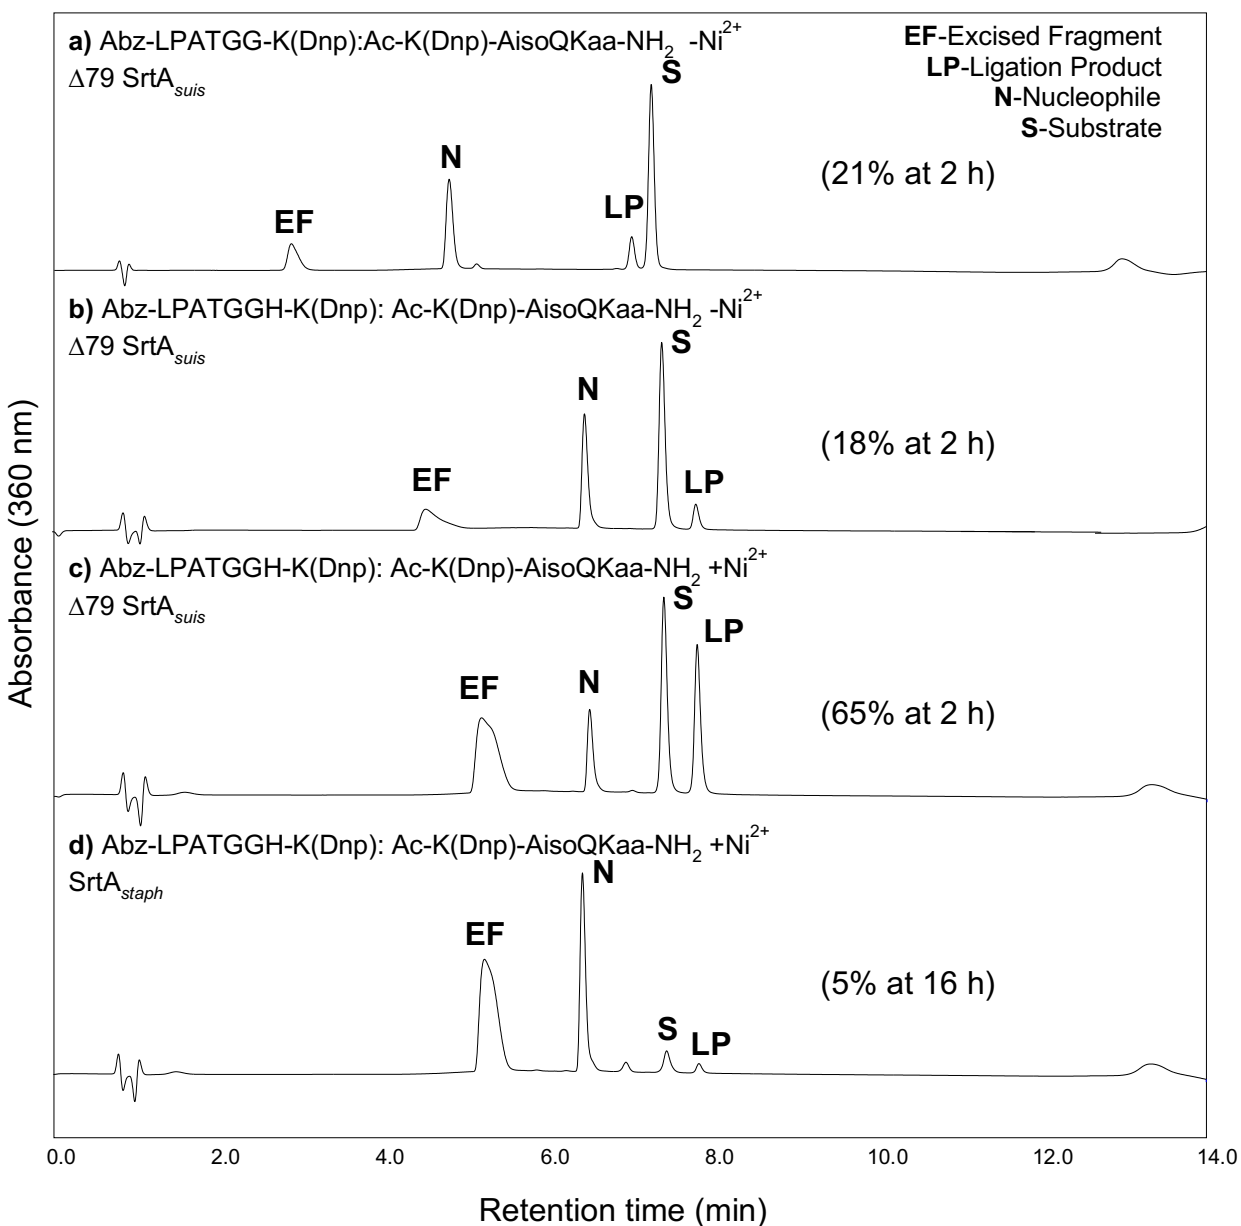 a) Abz-LPATGG-K(Dnp):Ac-K(Dnp)-AisoQKaa-NH2 -Ni2+
Δ79 SrtAsuis
EF-Excised Fragment
LP-Ligation Product
N-Nucleophile
S-Substrate
S
N
LP
EF
(21% at 2 h)
b) Abz-LPATGGH-K(Dnp): Ac-K(Dnp)-AisoQKaa-NH2 -Ni2+
Δ79 SrtAsuis
S
N
EF
LP
(18% at 2 h)
c) Abz-LPATGGH-K(Dnp): Ac-K(Dnp)-AisoQKaa-NH2 +Ni2+
Δ79 SrtAsuis
S
LP
EF
N
(65% at 2 h)
d) Abz-LPATGGH-K(Dnp): Ac-K(Dnp)-AisoQKaa-NH2 +Ni2+
SrtAstaph
N
EF
S
LP
(5% at 16 h)
Absorbance (360 nm)
0.0 2.0 4.0 6.0 8.0 10.0 12.0 14.0
Retention time (min)